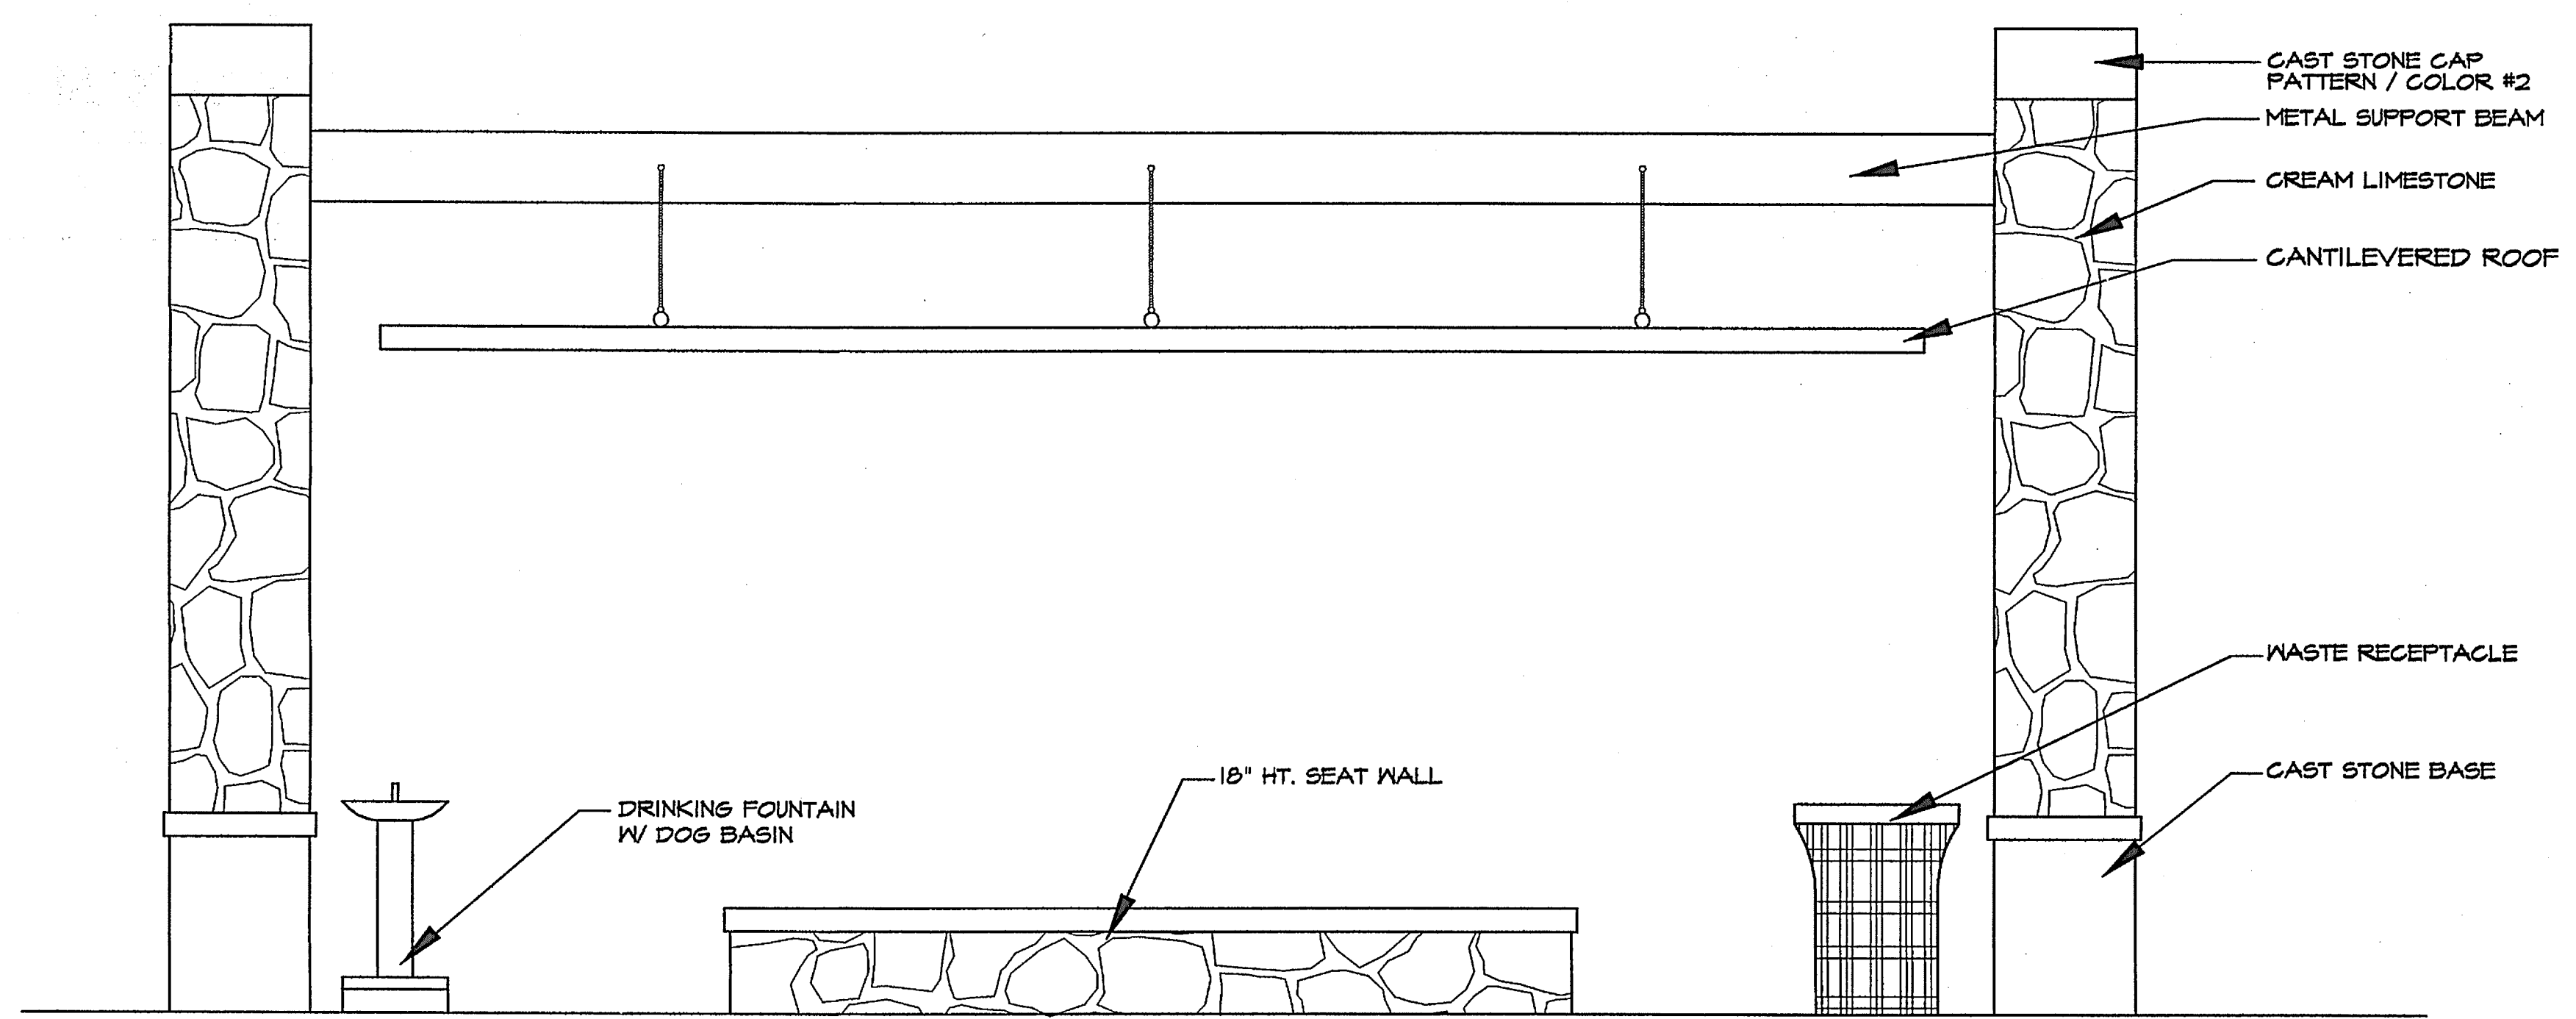 CAST STONE CAP
PATTERN / COLOR #2
METAL SUPPORT BEAM
CREAM LIMESTONE
CANTILEVERED ROOF
WASTE RECEPTACLE
CAST STONE BASE
18" HT. SEAT WALL
DRINKING FOUNTAIN
W/ DOG BASIN